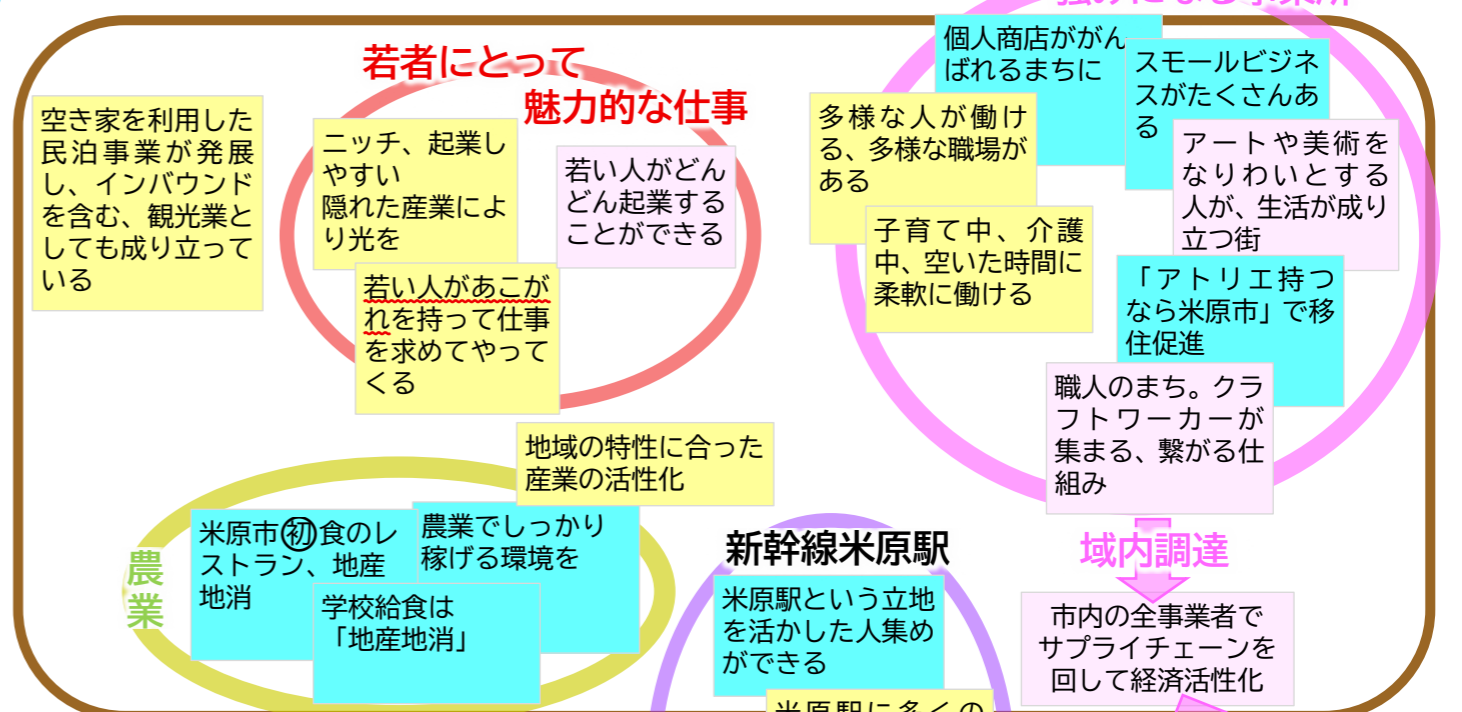 強みになる事業所
若者にとって
魅力的な仕事
空き家を利用した
民泊事業が発展
し、インバウンド
を含む、観光業と
しても成り立って
いる
ニッチ、起業し
やすい
隠れた産業によ
り光を
若い人がどん
どん起業する
ことができる
若い人があこが
れを持って仕事
を求めてやって
くる
個人商店ががん
ばれるまちに
スモールビジネ
スがたくさんあ
る
多様な人が働け
る、多様な職場が
ある
アートや美術を
なりわいとする
人が、生活が成り
立つ街
子育て中、介護
中、空いた時間に
柔軟に働ける
「アトリエ持つ
なら米原市」で移
住促進
職人のまち。クラ
フトワーカーが
集まる、繋がる仕
組み
地域の特性に合った
産業の活性化
農業
米原市㊞食のレ
ストラン、地産
地消
農業でしっかり
稼げる環境を
学校給食は
「地産地消」
新幹線米原駅
米原駅という立地
を活かした人集め
ができる
米原駅に多くの
域内調達
市内の全事業者で
サプライチェーンを
回して経済活性化